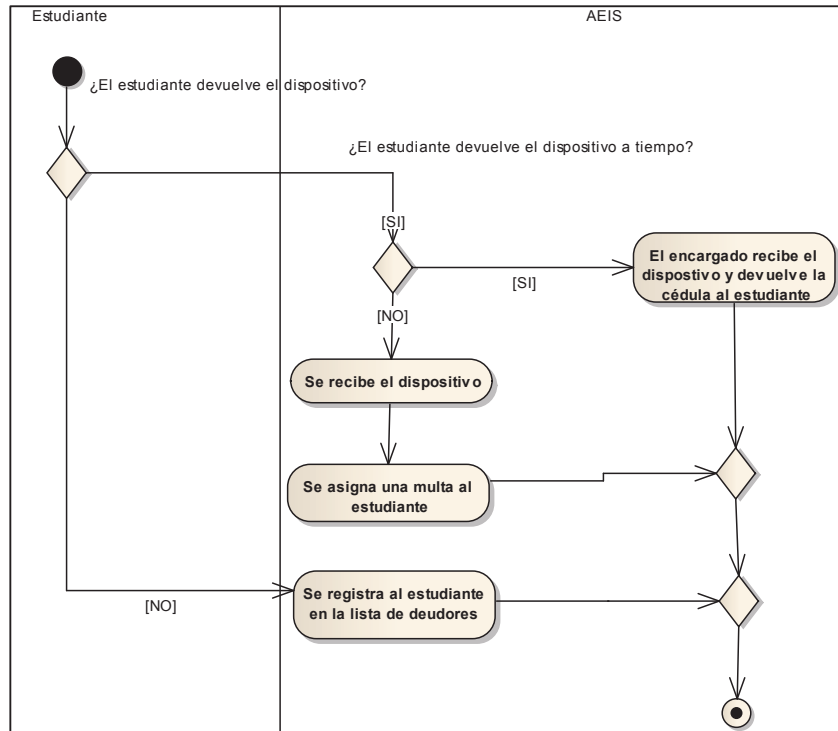 Estudiante
AEIS
¿El estudiante devuelve el dispositivo?
¿El estudiante devuelve el dispositivo a tiempo?
[SI]
El encargado recibe el
dispostivo y devuelve la
cédula al estudiante
[SI]
[NO]
Se recibe el dispositivo
Se asigna una multa al
estudiante
Se registra al estudiante
en la lista de deudores
[NO]